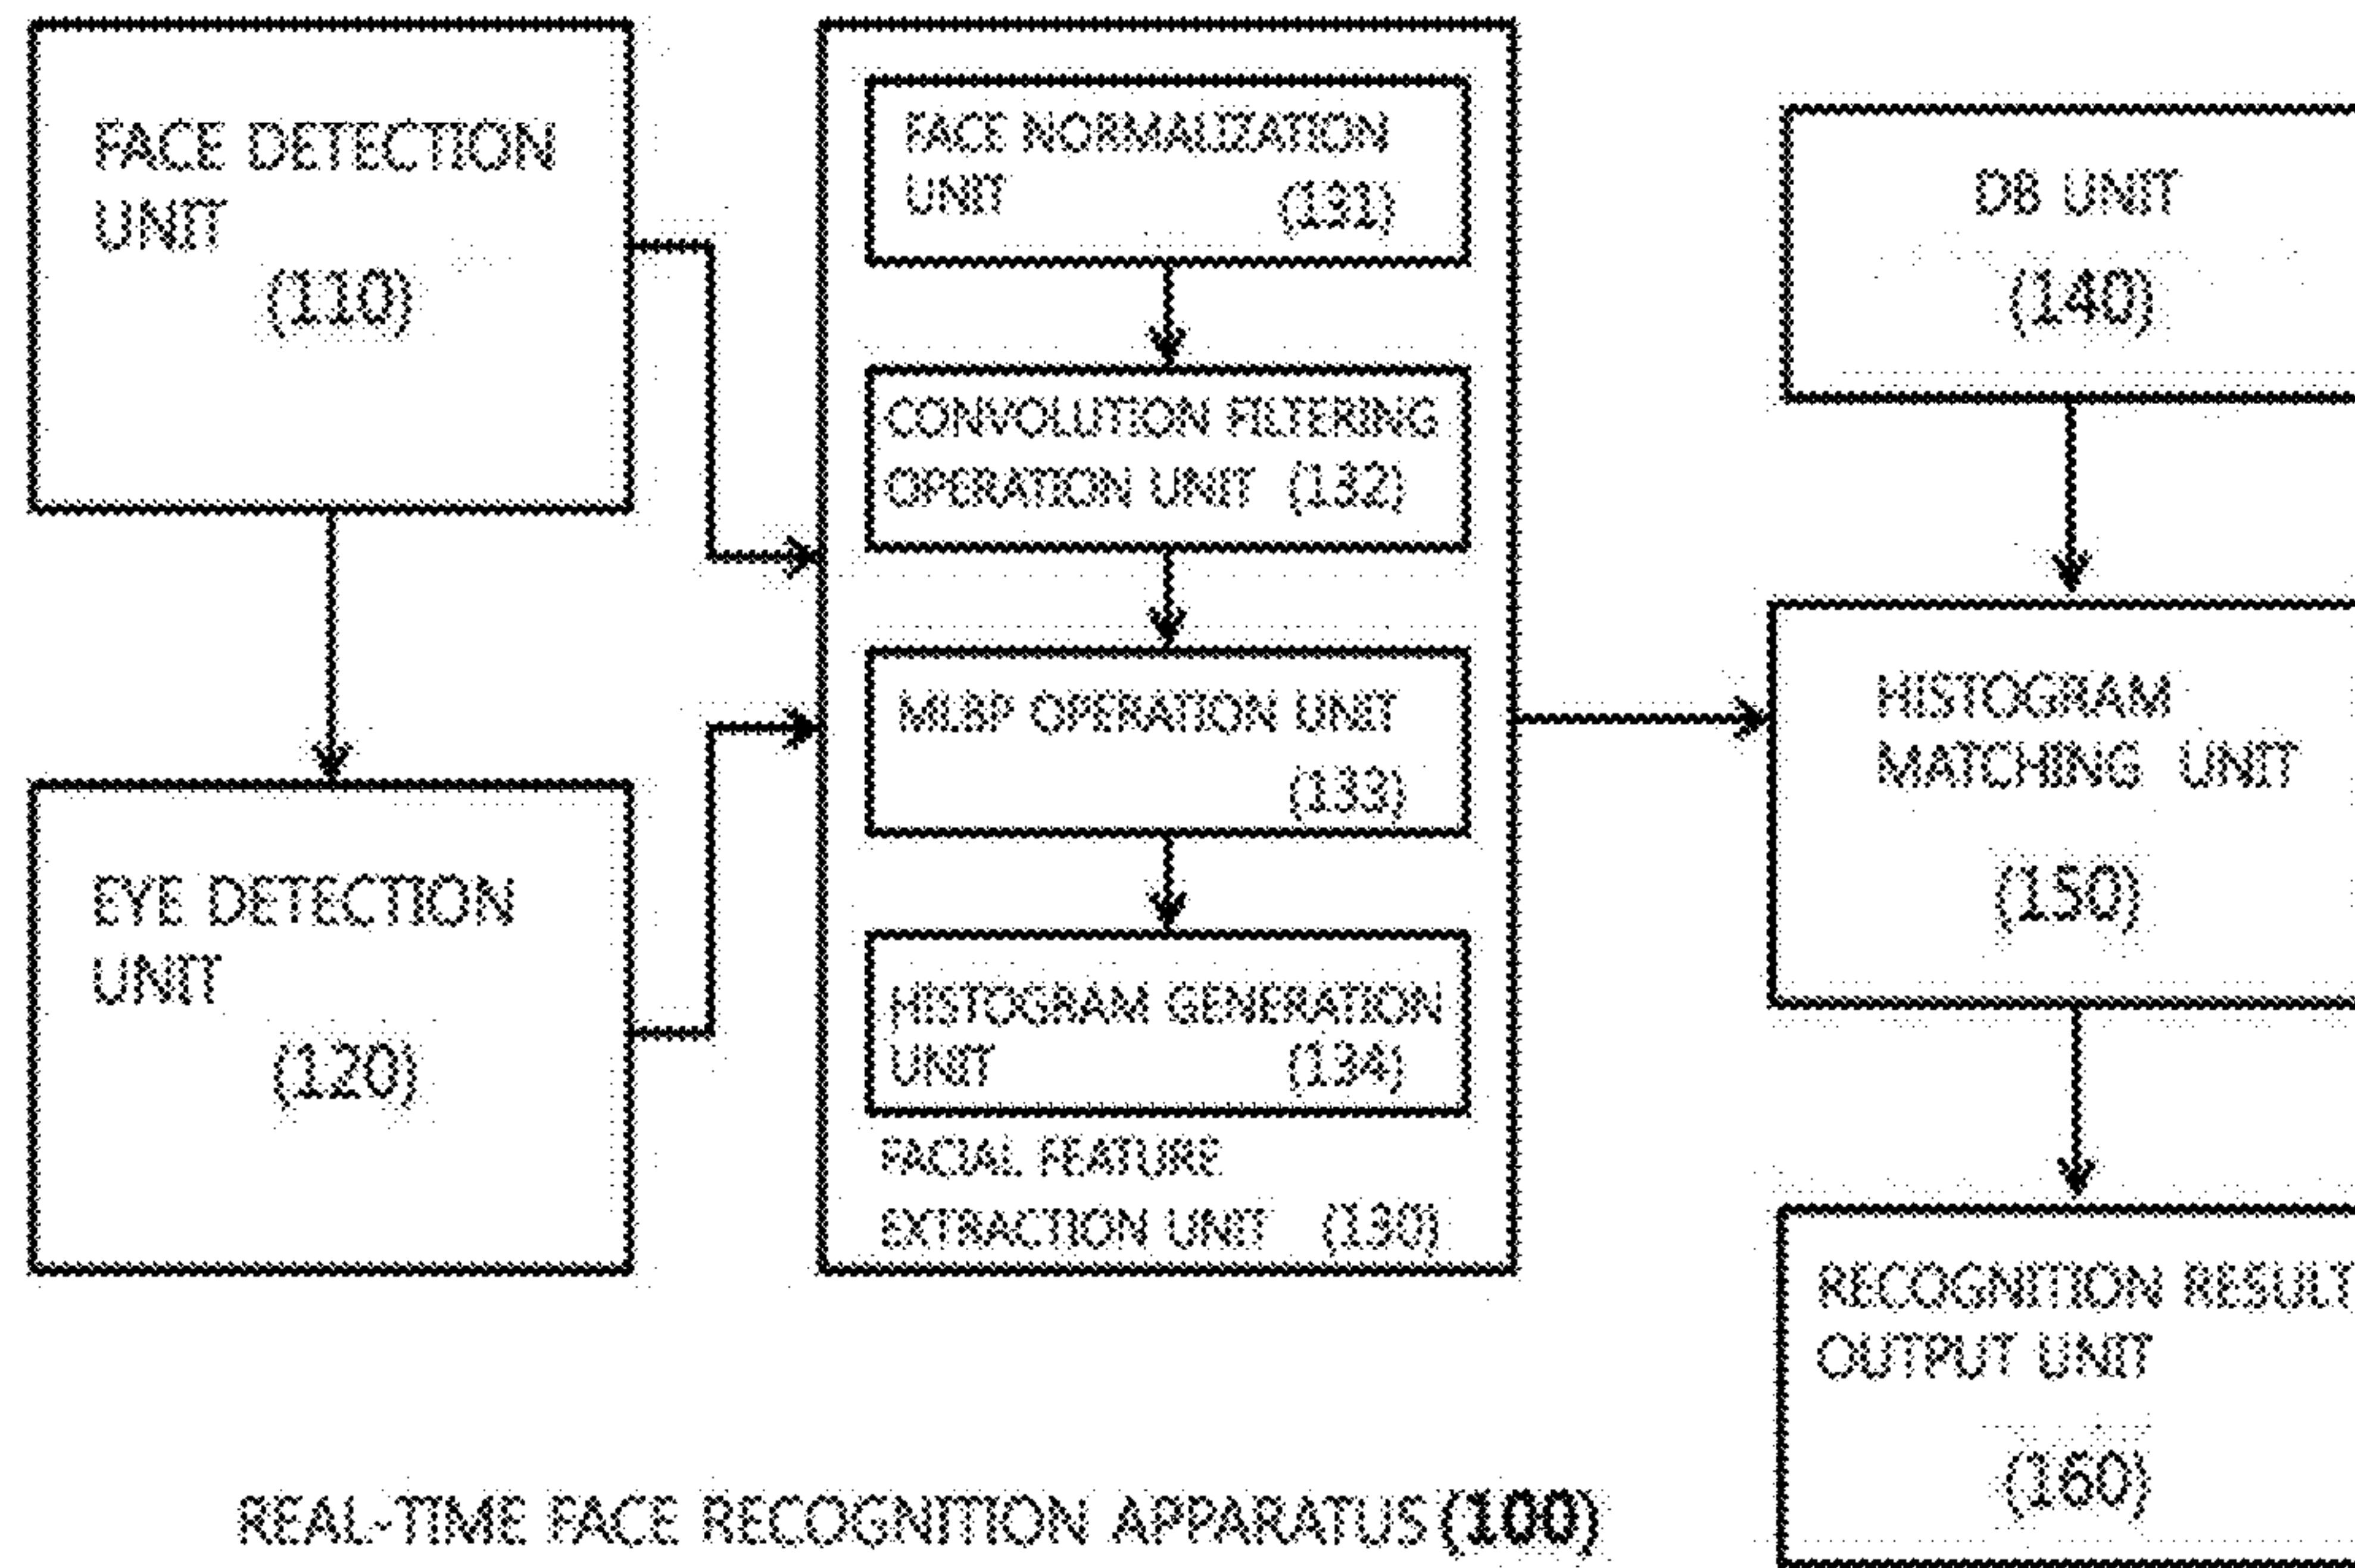 FACE DETECTION
UNIT
(110)
EYE DETECTION
UNIT
(120)
FACE NORMALIZATION
UNIT (131)
CONVOLUTION FILTERING
OPERATION UNIT (132)
MLBP OPERATION UNIT
(133)
HISTOGRAM GENERATION
UNIT (134)
FACIAL FEATURE
EXTRACTION UNIT (130)
DB UNIT
(140)
HISTOGRAM
MATCHING UNIT
(150)
RECOGNITION RESULT
OUTPUT UNIT
(160)
REAL-TIME FACE RECOGNITION APPARATUS (100)